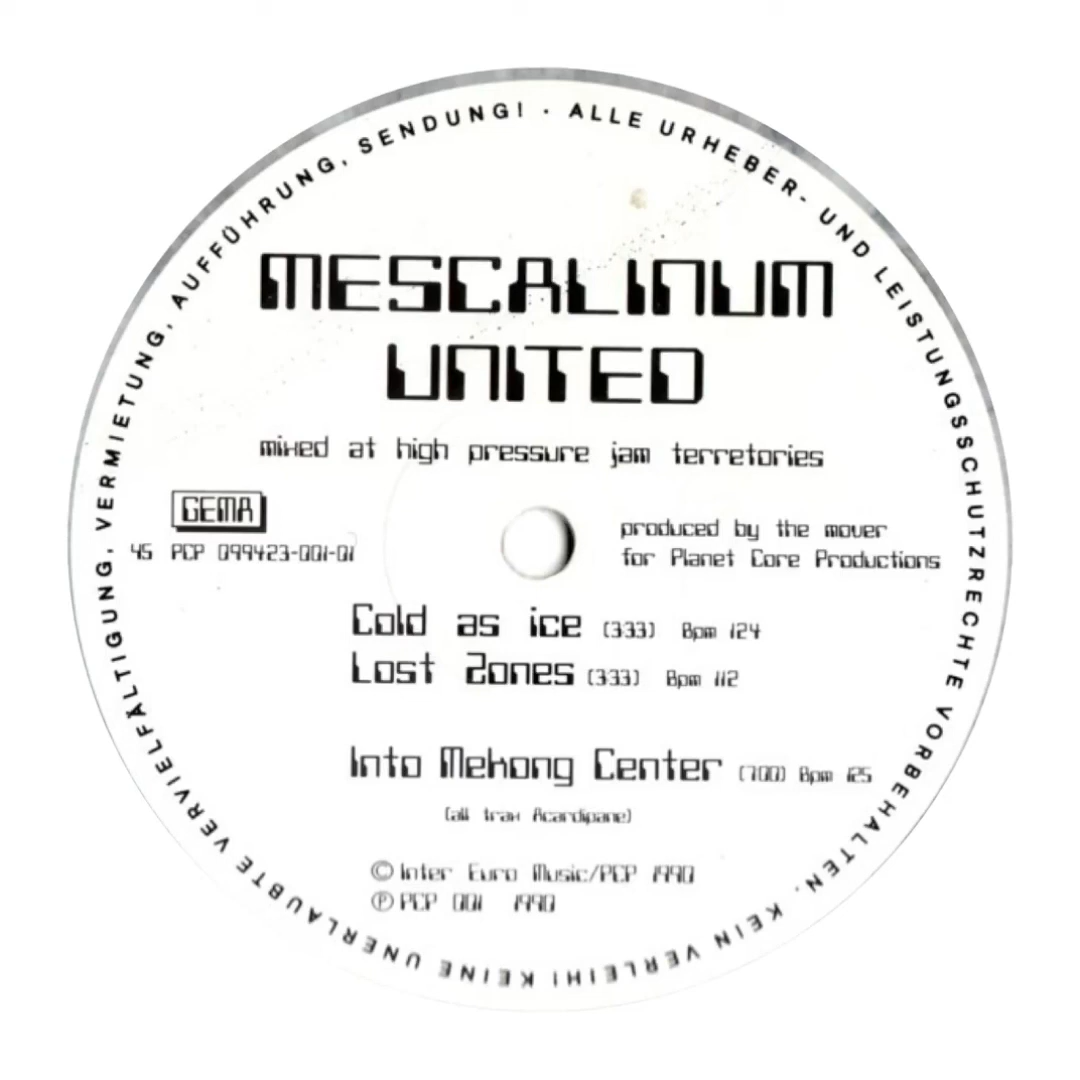 ALLE URHEBER- UND LEISTUNGSSCHUTZRECHTE VORBEHALTEN, KEIN VERLEIH! KEINE UNERLAUBTE VERVIELFÄLTIGUNG, VERMIETUNG, AUFFÜHRUNG, SENDUNG! ·
MESCALINUM
UNITED
mixed at high pressure jam terretories
GEMA
45 PCP 099423-001-01
produced by the mover
for Planet Core Productions
Cold as ice (333) Bpm 124
Lost Zones (333) Bpm 112
Into Mekong Center (700) Bpm 125
(all trax Acardipane)
© Inter Euro Music/PCP 1990
℗ PCP 001 1990